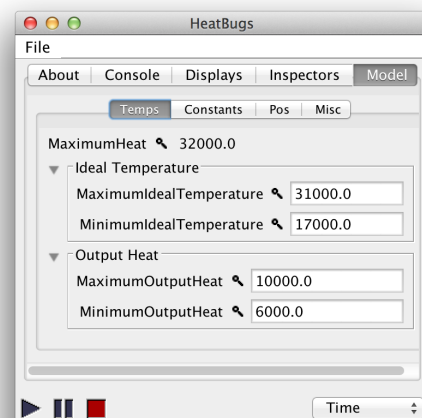 HeatBugs
File
About Console Displays Inspectors Model
Temps Constants Pos Misc
MaximumHeat 32000.0
Ideal Temperature
MaximumIdealTemperature 31000.0
MinimumIdealTemperature 17000.0
Output Heat
MaximumOutputHeat 10000.0
MinimumOutputHeat 6000.0
Time